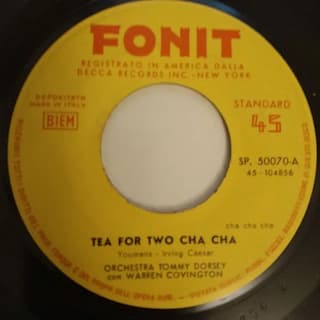 FONIT
REGISTRATO IN AMERICA DALLA
DECCA RECORDS INC. - NEW YORK
DEPOSITATO
MADE IN ITALY
BIEM
STANDARD
45
SP. 50070-A
45-104856
cha cha cha
TEA FOR TWO CHA CHA
Youmans - Irving Caesar
ORCHESTRA TOMMY DORSEY
CON WARREN COVINGTON